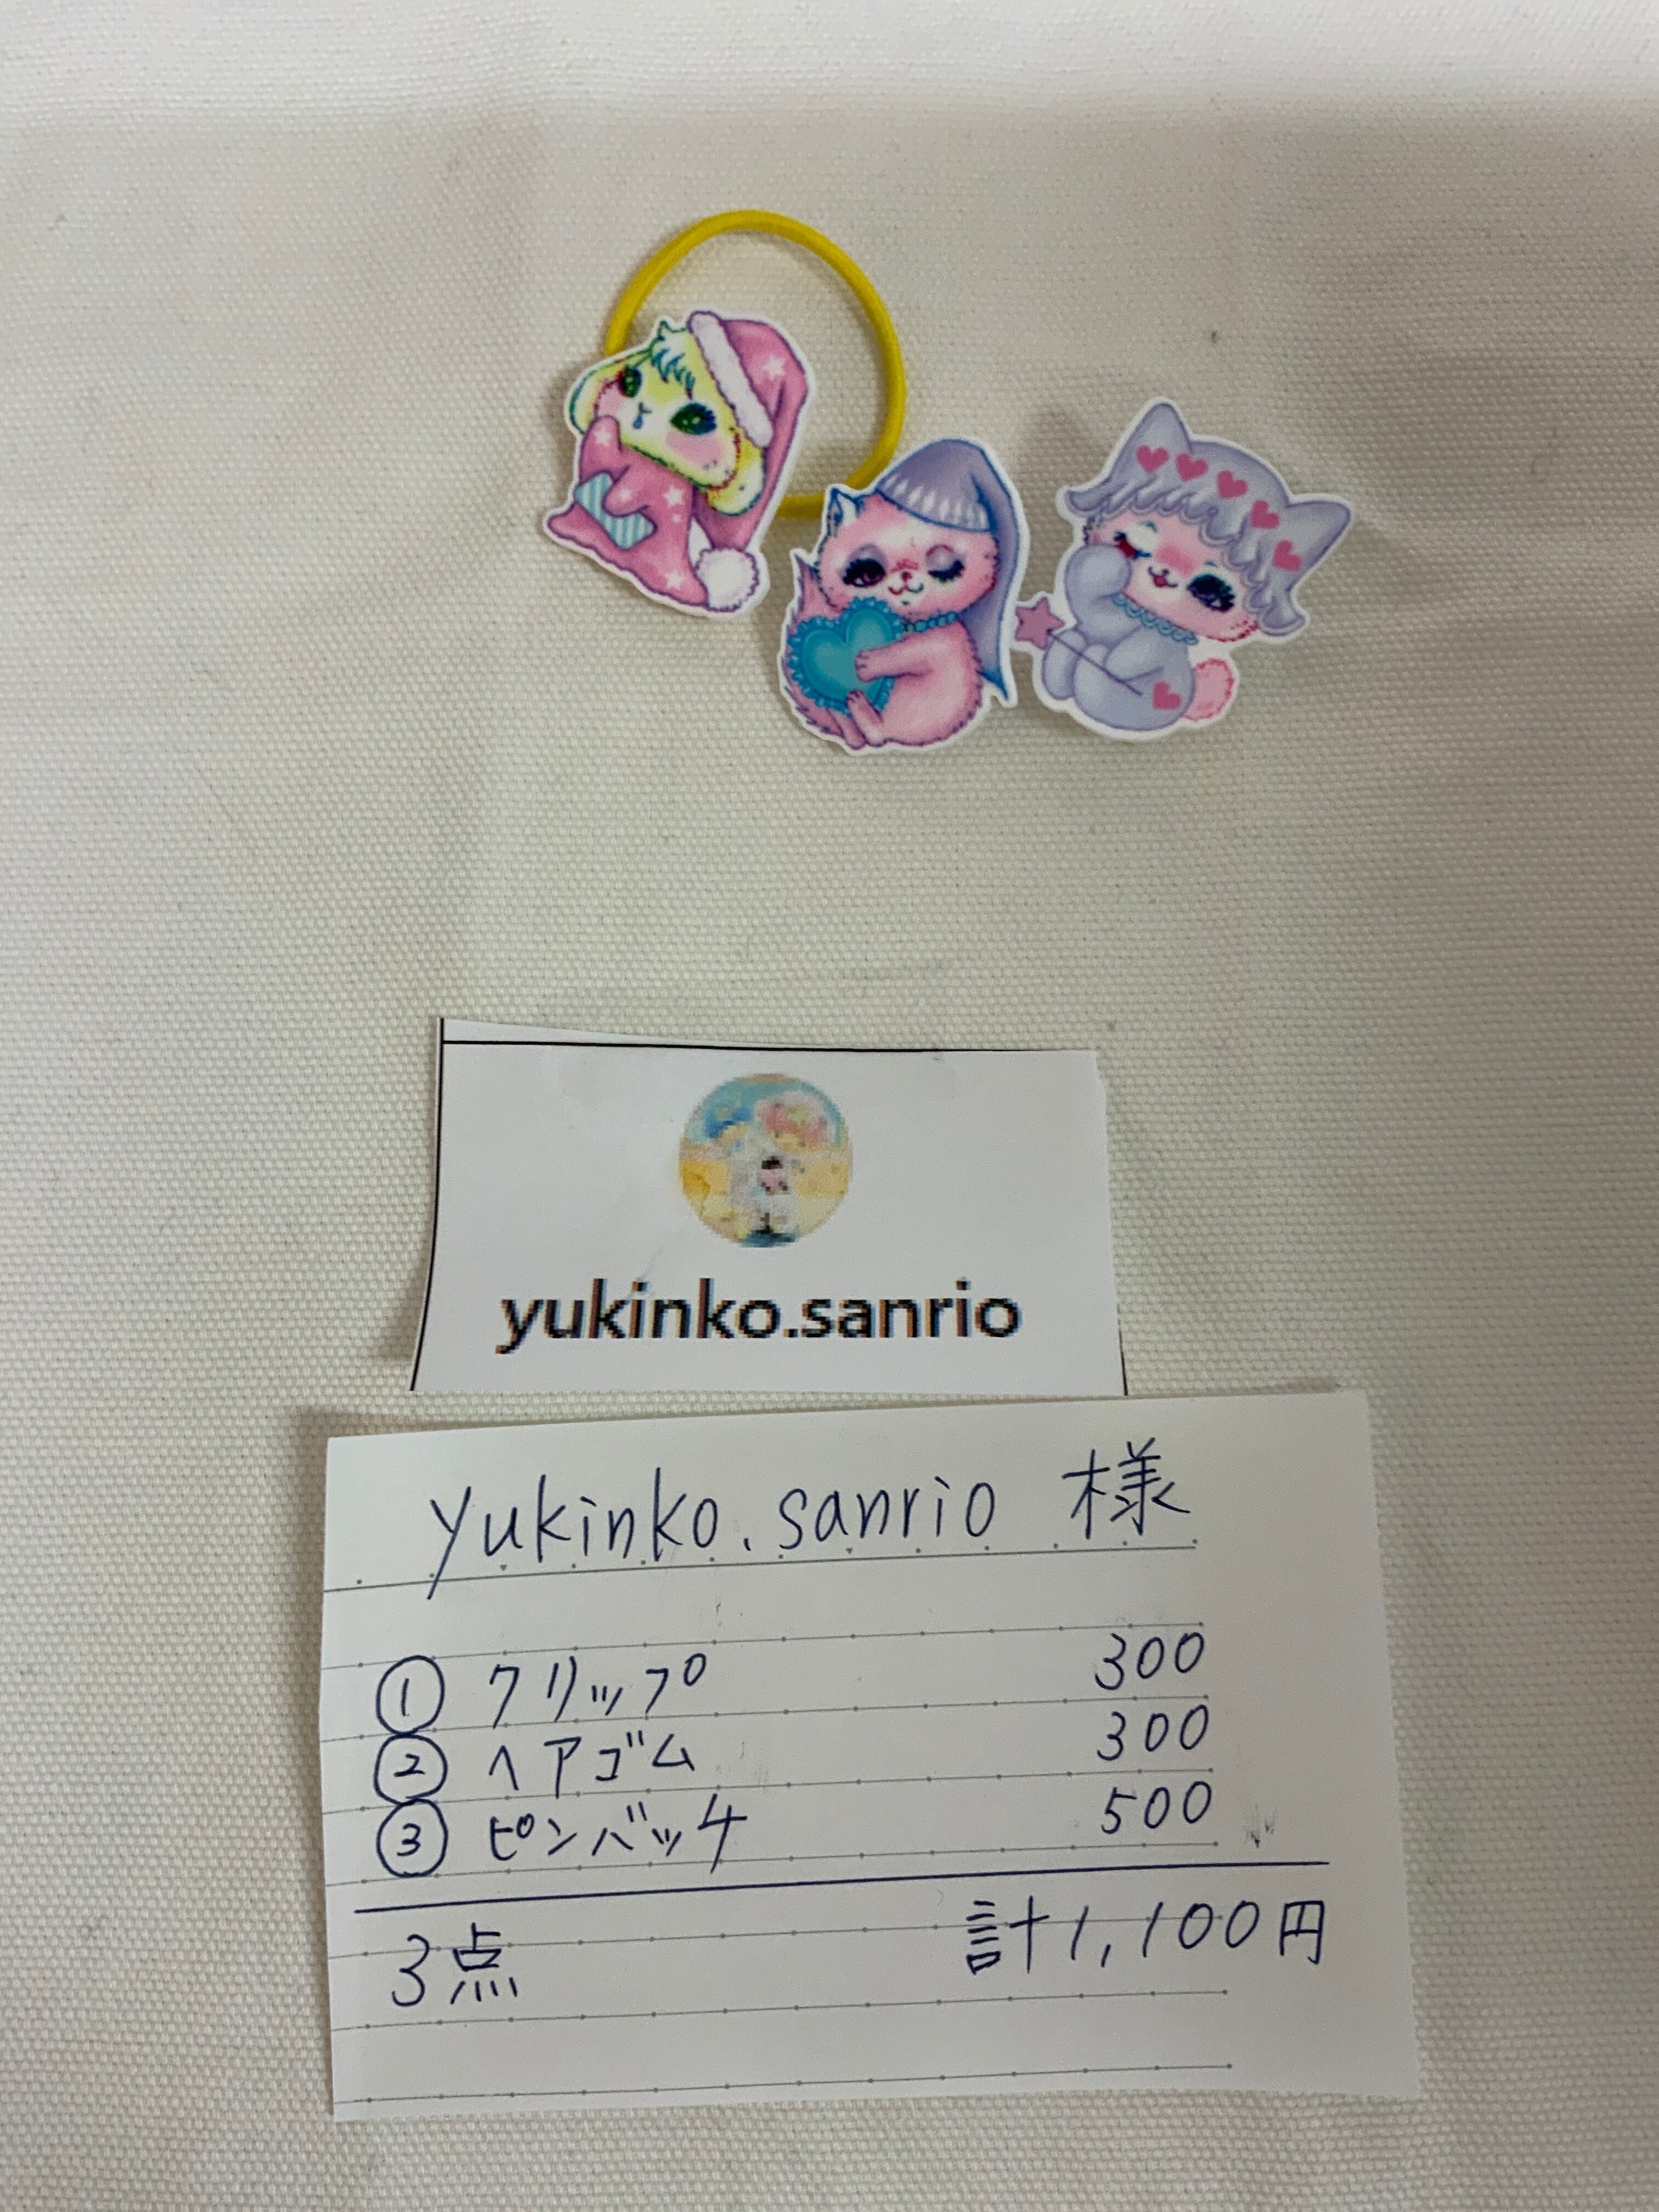 yukinko.sanrio
yukinko.sanrio 様
① クリップ 300
② ヘアゴム 300
③ ピンバッチ 500
3点 計1,100円